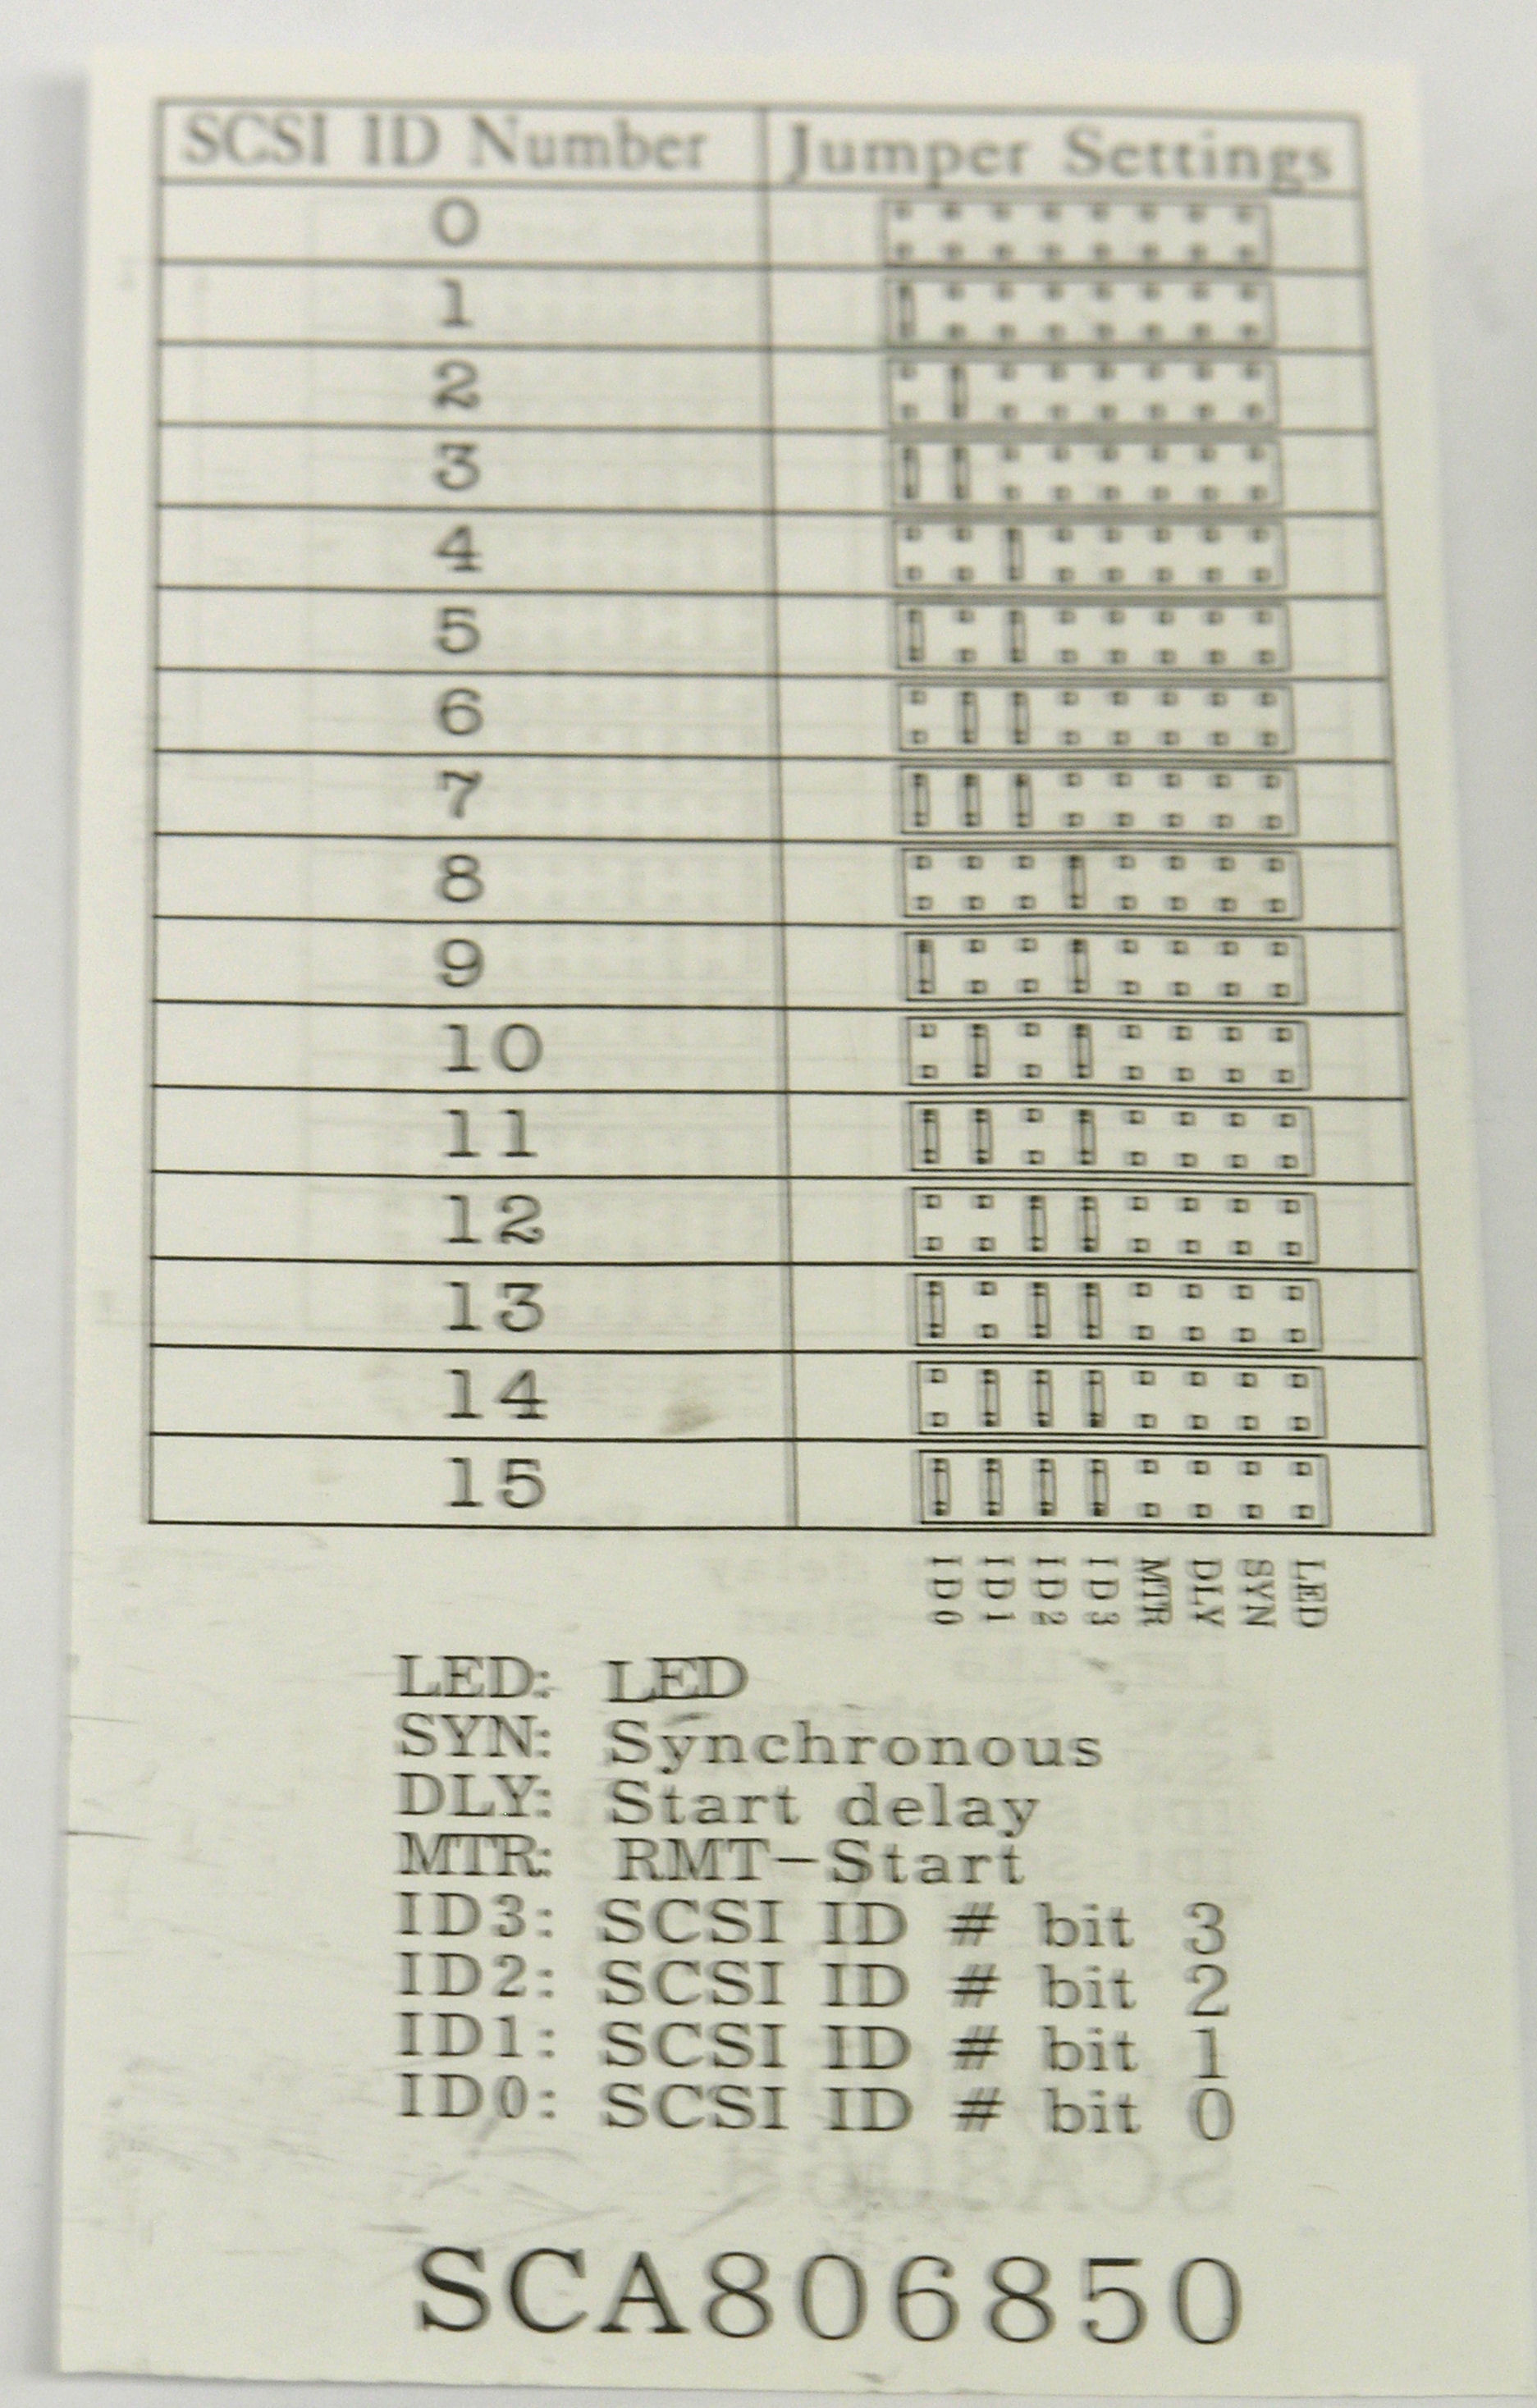 SCSI ID Number Jumper Settings
0
1
2
3
4
5
6
7
8
9
10
11
12
13
14
15
ID0 ID1 ID2 ID3 MTR DLY SYN LED
LED: LED
SYN: Synchronous
DLY: Start delay
MTR: RMT-Start
ID3: SCSI ID # bit 3
ID2: SCSI ID # bit 2
ID1: SCSI ID # bit 1
ID0: SCSI ID # bit 0
SCA806850